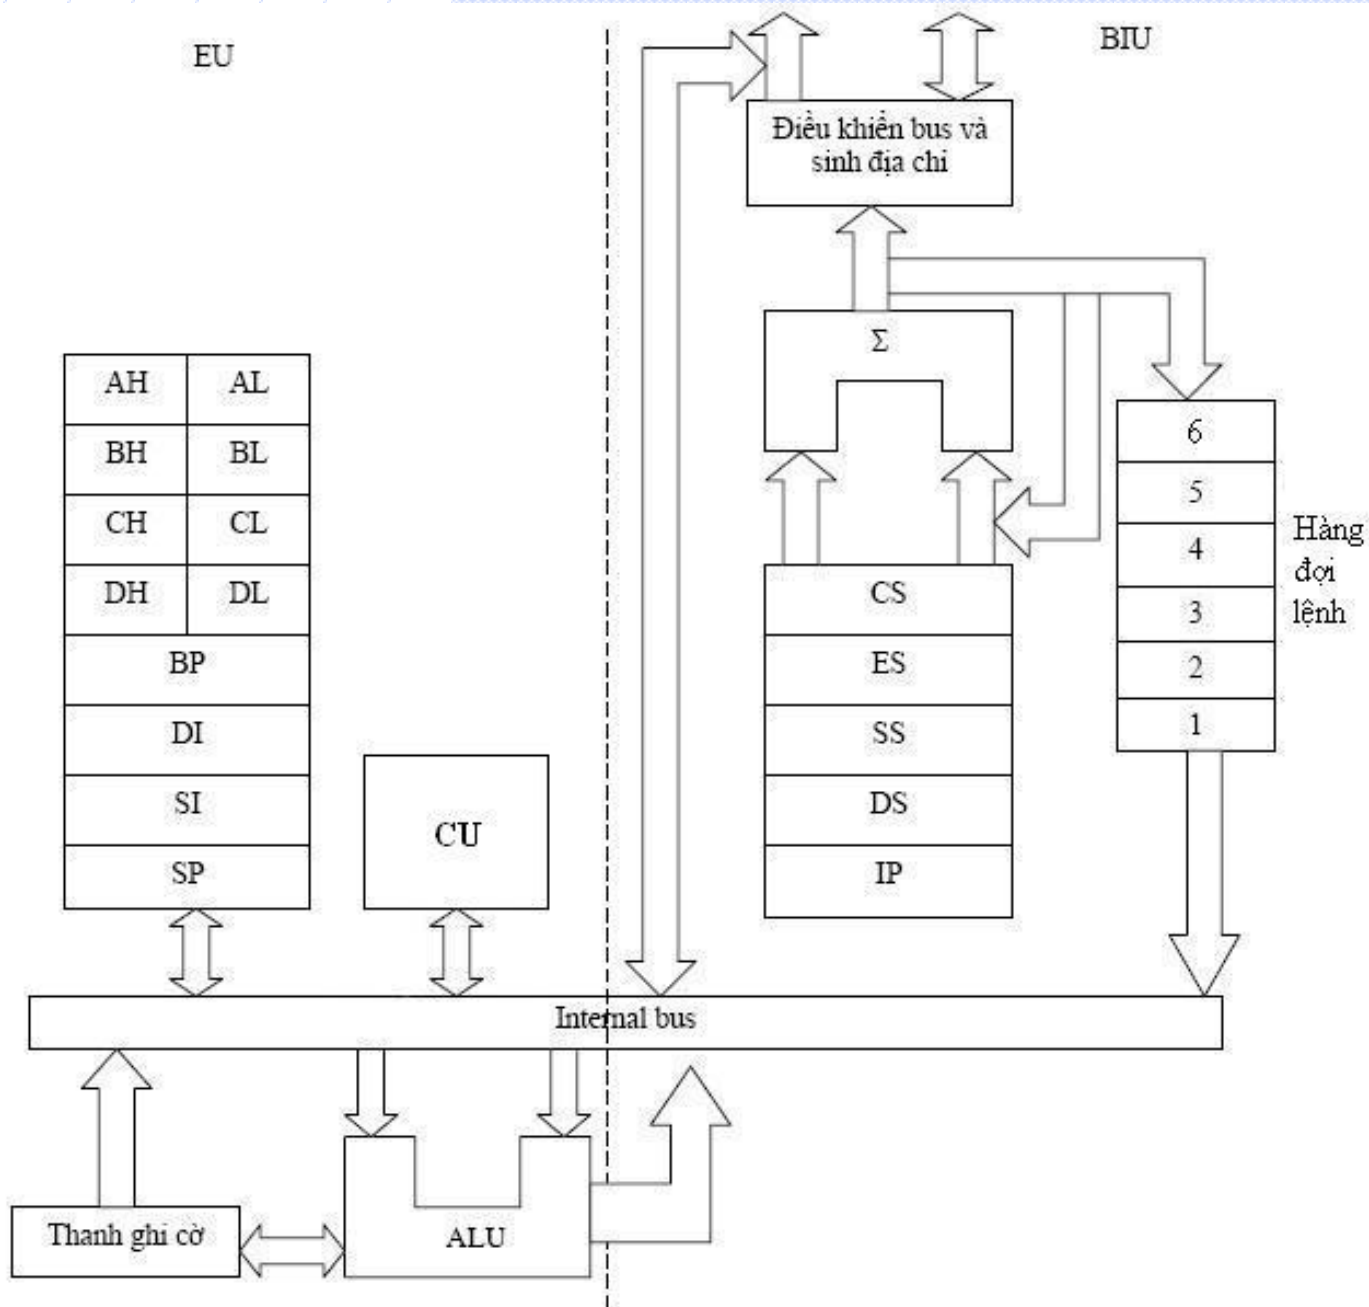 EU
BIU
Điều khiển bus và
sinh địa chỉ
Σ
AH AL
BH BL
CH CL
DH DL
BP
DI
SI
SP
CU
CS
ES
SS
DS
IP
6
5
4
3
2
1
Hàng
đợi
lệnh
Internal bus
Thanh ghi cờ
ALU